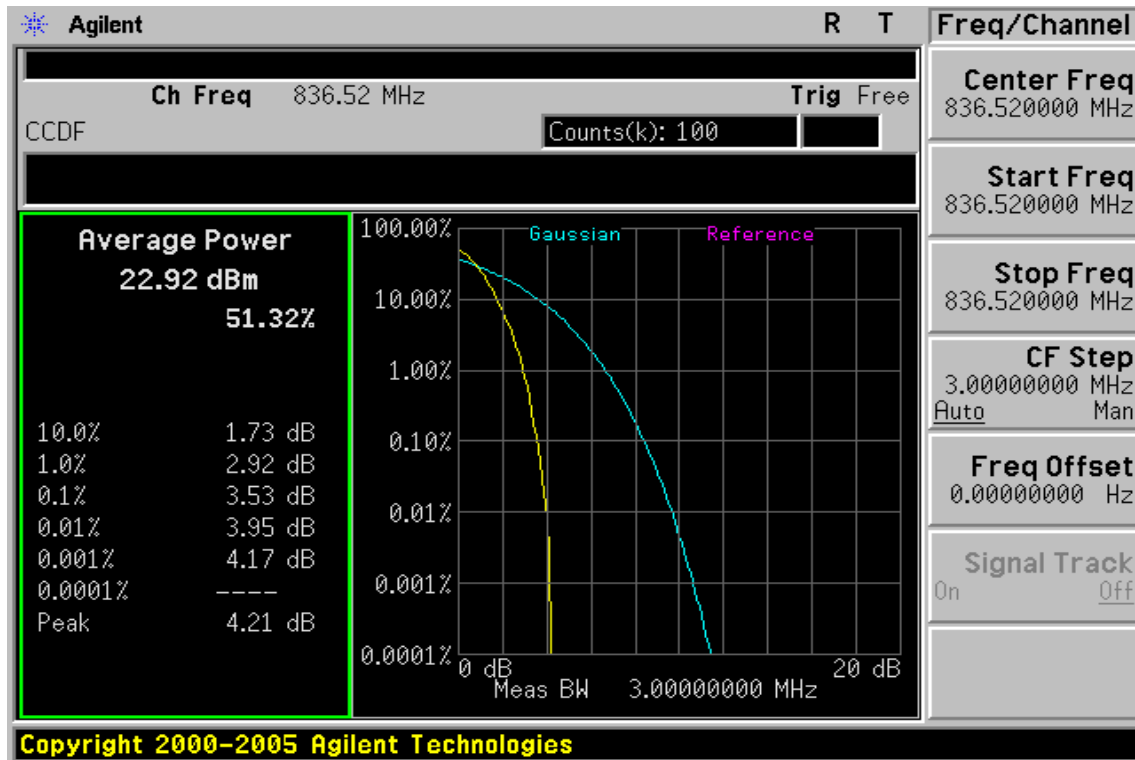 Agilent R T Freq/Channel
Ch Freq 836.52 MHz Trig Free
CCDF Counts(k): 100
Average Power
22.92 dBm
51.32%
10.0% 1.73 dB
1.0% 2.92 dB
0.1% 3.53 dB
0.01% 3.95 dB
0.001% 4.17 dB
0.0001% ----
Peak 4.21 dB
Gaussian Reference
100.00%
10.00%
1.00%
0.10%
0.01%
0.001%
0.0001%
0 dB 20 dB
Meas BW 3.00000000 MHz
Center Freq
836.520000 MHz
Start Freq
836.520000 MHz
Stop Freq
836.520000 MHz
CF Step
3.00000000 MHz
Auto Man
Freq Offset
0.00000000 Hz
Signal Track
On Off
Copyright 2000-2005 Agilent Technologies